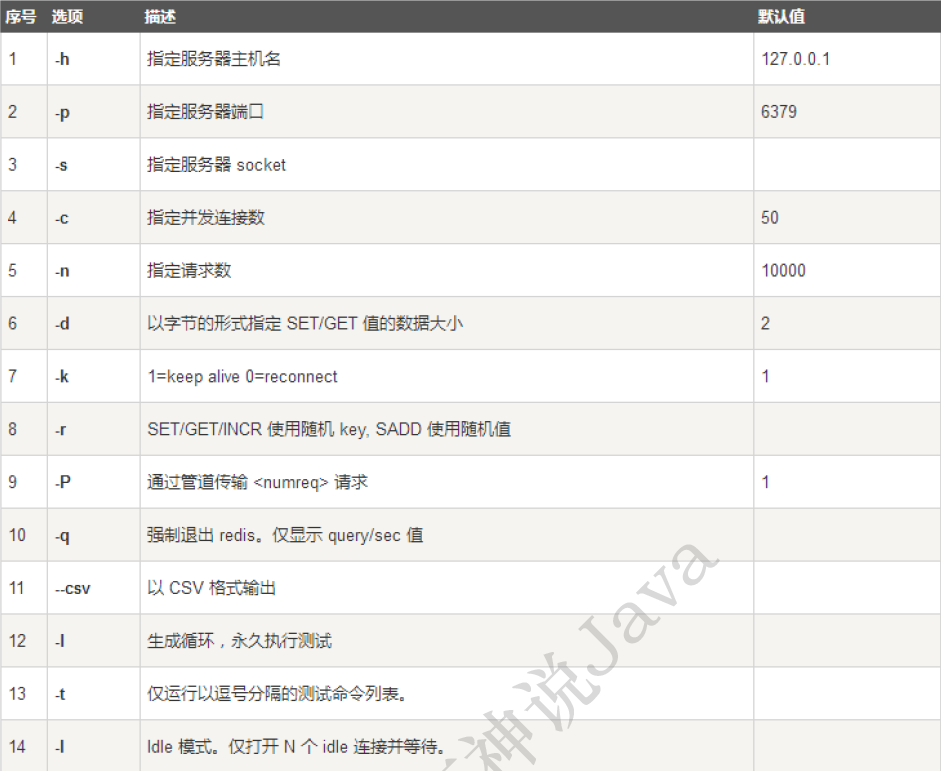 序号 选项 描述 默认值
1 -h 指定服务器主机名 127.0.0.1
2 -p 指定服务器端口 6379
3 -s 指定服务器 socket
4 -c 指定并发连接数 50
5 -n 指定请求数 10000
6 -d 以字节的形式指定 SET/GET 值的数据大小 2
7 -k 1=keep alive 0=reconnect 1
8 -r SET/GET/INCR 使用随机 key, SADD 使用随机值
9 -P 通过管道传输 <numreq> 请求 1
10 -q 强制退出 redis。仅显示 query/sec 值
11 --csv 以 CSV 格式输出
12 -l 生成循环，永久执行测试
13 -t 仅运行以逗号分隔的测试命令列表。
14 -I Idle 模式。仅打开 N 个 idle 连接并等待。
神说Java